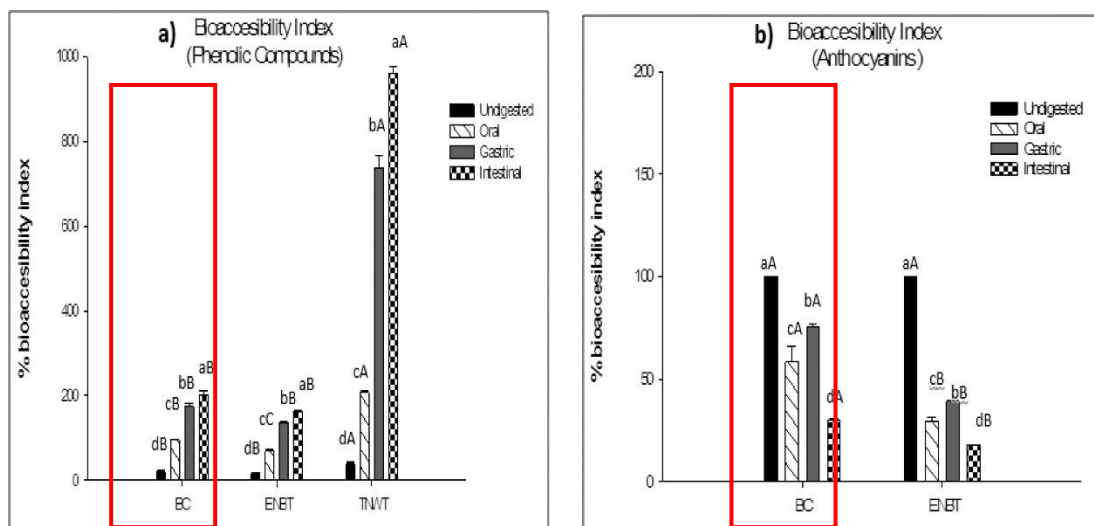 a) Bioaccesibility Index
(Phenolic Compounds)
1000
800
600
400
200
0
% bioaccesibility index
Undigested
Oral
Gastric
Intestinal
dB
cB
bB
aB
dB
cC
bB
aB
dA
cA
bA
aA
BC
ENBT
TNWT
b) Bioaccesibility Index
(Anthocyanins)
200
150
100
50
0
% bioaccesibility index
Undigested
Oral
Gastric
Intestinal
aA
cA
bA
dA
aA
cB
bB
dB
BC
ENBT